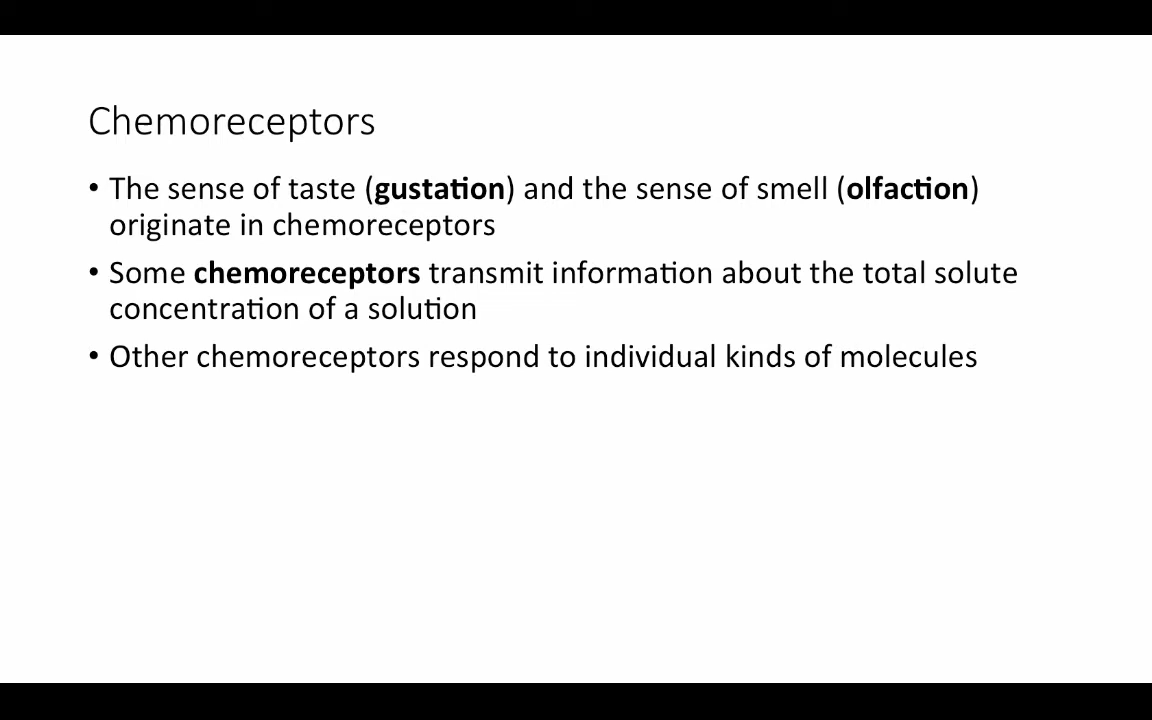 Chemoreceptors
• The sense of taste (gustation) and the sense of smell (olfaction)
originate in chemoreceptors
• Some chemoreceptors transmit information about the total solute
concentration of a solution
• Other chemoreceptors respond to individual kinds of molecules